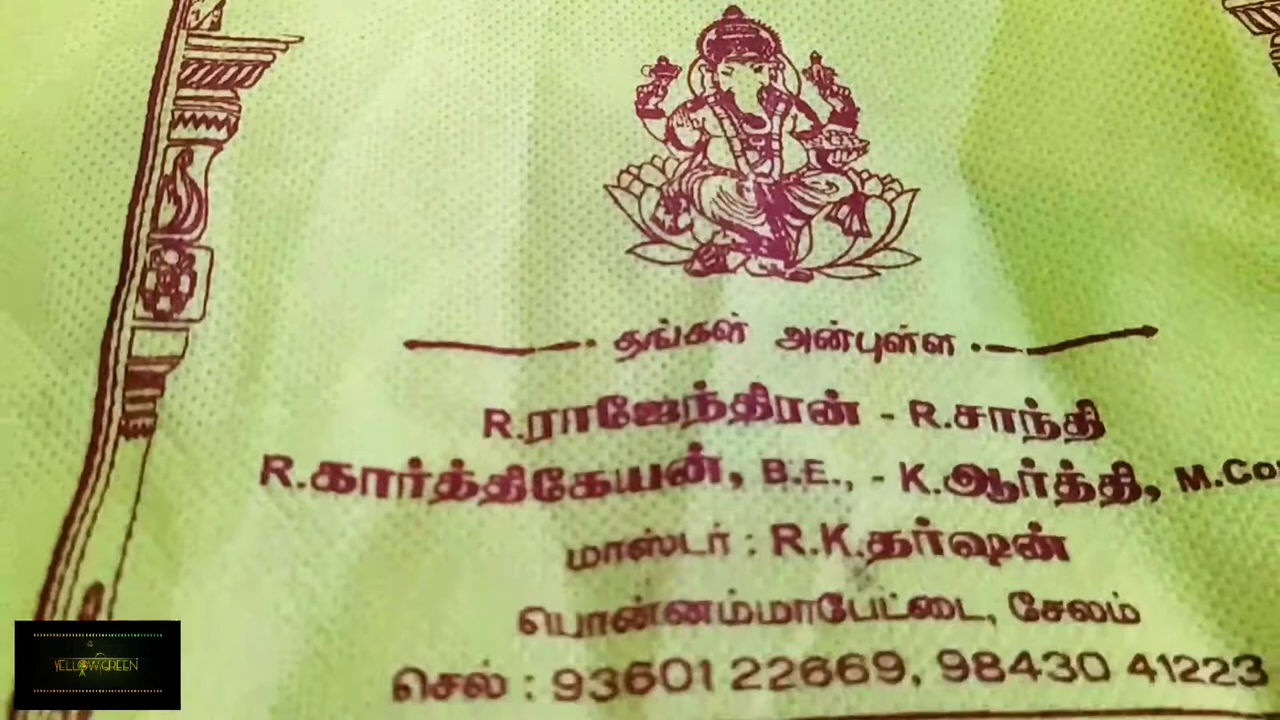 தங்கள் அன்புள்ள
R.ராஜேந்திரன் - R.சாந்தி
R.கார்த்திகேயன், B.E., - K.ஆர்த்தி, M.Co
மாஸ்டர் : R.K.தர்ஷன்
பொன்னம்மாபேட்டை, சேலம்
செல் : 93601 22669, 98430 41223
YELLOWGREEN